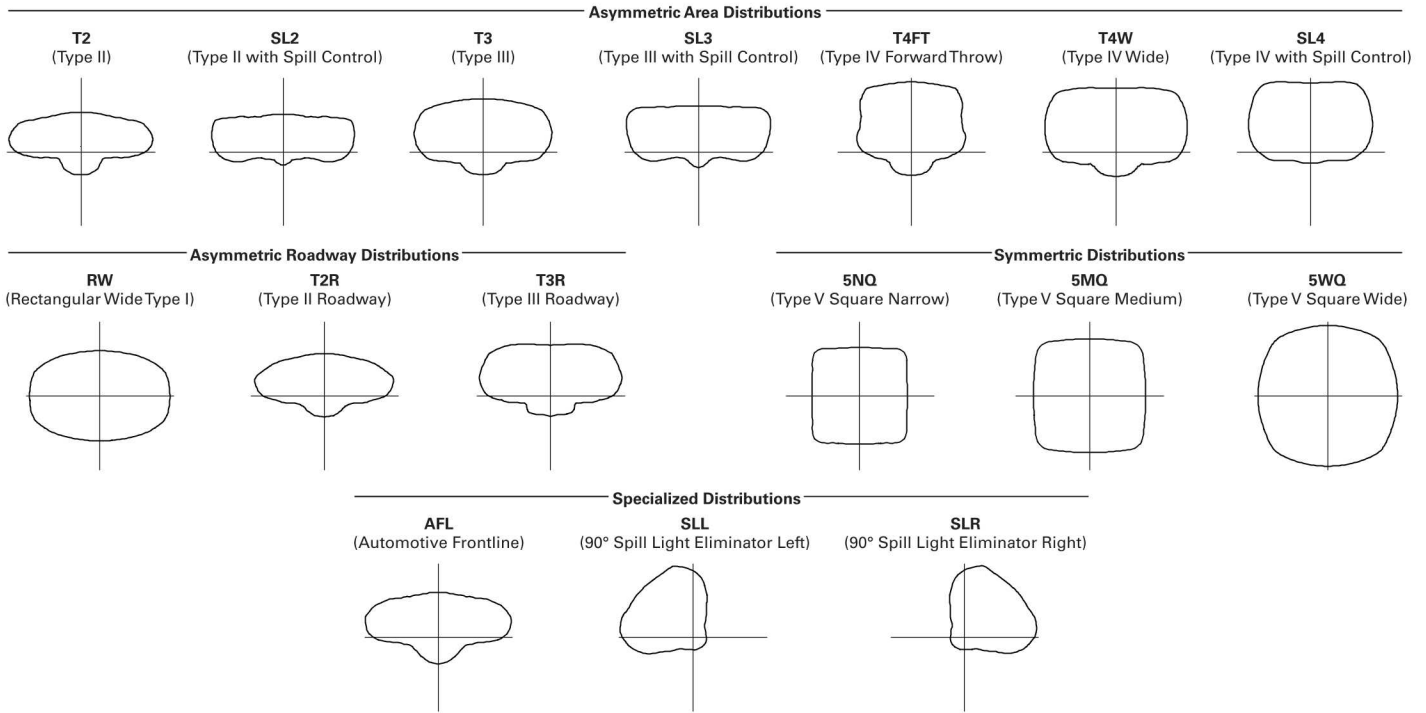 Asymmetric Area Distributions
T2
(Type II)
SL2
(Type II with Spill Control)
T3
(Type III)
SL3
(Type III with Spill Control)
T4FT
(Type IV Forward Throw)
T4W
(Type IV Wide)
SL4
(Type IV with Spill Control)
Asymmetric Roadway Distributions
RW
(Rectangular Wide Type I)
T2R
(Type II Roadway)
T3R
(Type III Roadway)
Symmertric Distributions
5NQ
(Type V Square Narrow)
5MQ
(Type V Square Medium)
5WQ
(Type V Square Wide)
Specialized Distributions
AFL
(Automotive Frontline)
SLL
(90° Spill Light Eliminator Left)
SLR
(90° Spill Light Eliminator Right)